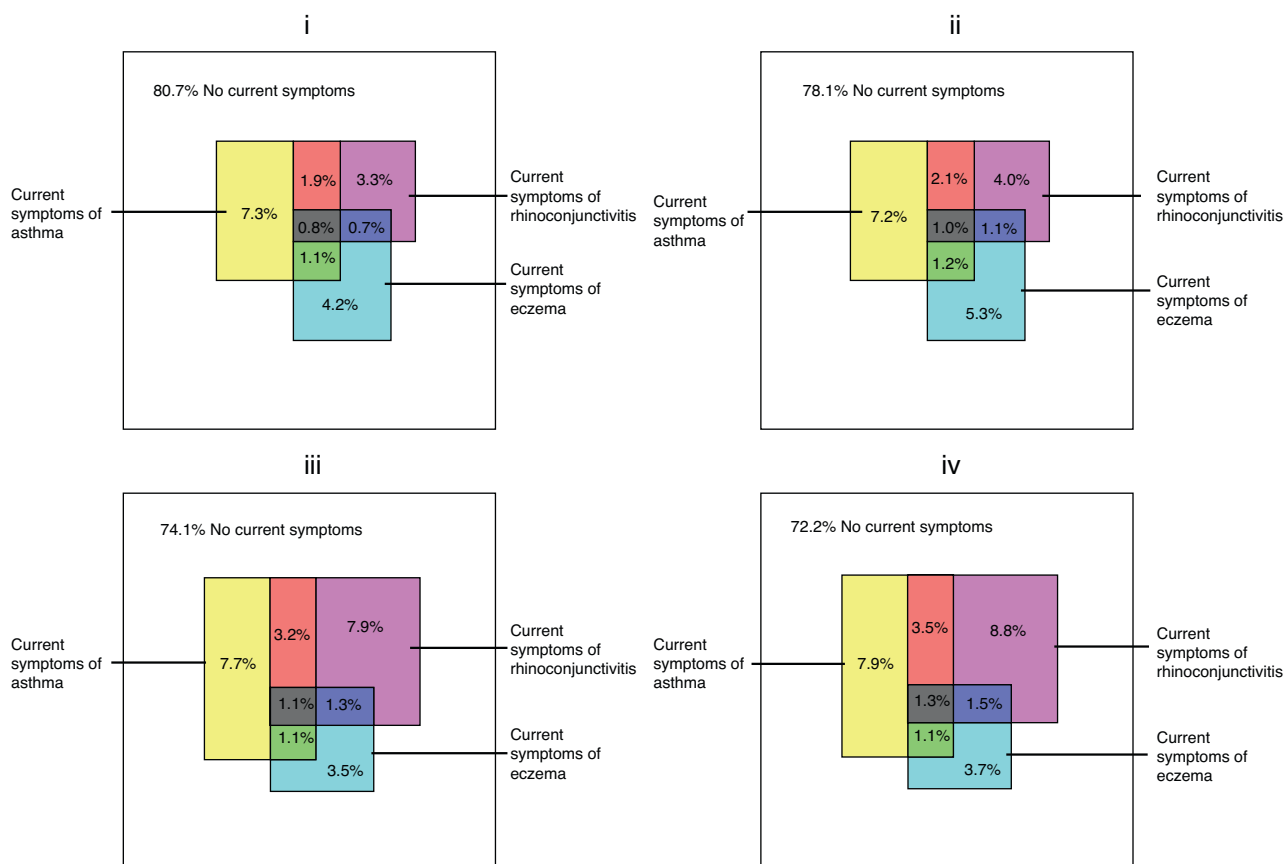 i
80.7% No current symptoms
Current
symptoms of
asthma
7.3%
1.9%
3.3%
0.8%
0.7%
1.1%
4.2%
Current
symptoms
of rhinoconjunctivitis
Current
symptoms of
eczema
ii
78.1% No current symptoms
Current
symptoms of
asthma
7.2%
2.1%
4.0%
1.0%
1.1%
1.2%
5.3%
Current
symptoms
of rhinoconjunctivitis
Current
symptoms of
eczema
iii
74.1% No current symptoms
Current
symptoms of
asthma
7.7%
3.2%
7.9%
1.1%
1.3%
1.1%
3.5%
Current
symptoms
of rhinoconjunctivitis
Current
symptoms of
eczema
iv
72.2% No current symptoms
Current
symptoms of
asthma
7.9%
3.5%
8.8%
1.3%
1.5%
1.1%
3.7%
Current
symptoms
of rhinoconjunctivitis
Current
symptoms of
eczema